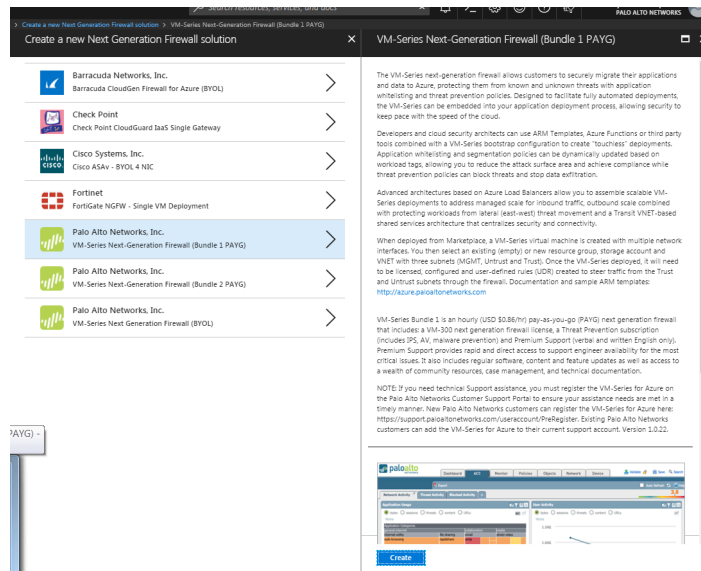 Search resources, services, and docs
PALO ALTO NETWORKS
> Create a new Next Generation Firewall solution > VM-Series Next-Generation Firewall (Bundle 1 PAYG)
Create a new Next Generation Firewall solution
Barracuda Networks, Inc.
Barracuda CloudGen Firewall for Azure (BYOL)
Check Point
Check Point CloudGuard IaaS Single Gateway
CISCO
Cisco Systems, Inc.
Cisco ASAv - BYOL 4 NIC
Fortinet
FortiGate NGFW - Single VM Deployment
Palo Alto Networks, Inc.
VM-Series Next-Generation Firewall (Bundle 1 PAYG)
Palo Alto Networks, Inc.
VM-Series Next-Generation Firewall (Bundle 2 PAYG)
Palo Alto Networks, Inc.
VM-Series Next Generation Firewall (BYOL)
PAYG) -
VM-Series Next-Generation Firewall (Bundle 1 PAYG)
The VM-Series next-generation firewall allows customers to securely migrate their applications
and data to Azure, protecting them from known and unknown threats with application
whitelisting and threat prevention policies. Designed to facilitate fully automated deployments,
the VM-Series can be embedded into your application deployment process, allowing security to
keep pace with the speed of the cloud.
Developers and cloud security architects can use ARM Templates, Azure Functions or third party
tools combined with a VM-Series bootstrap configuration to create "touchless" deployments.
Application whitelisting and segmentation policies can be dynamically updated based on
workload tags, allowing you to reduce the attack surface area and achieve compliance while
threat prevention policies can block threats and stop data exfiltration.
Advanced architectures based on Azure Load Balancers allow you to assemble scalable VM-
Series deployments to address managed scale for inbound traffic, outbound scale combined
with protecting workloads from lateral (east-west) threat movement and a Transit VNET-based
shared services architecture that centralizes security and connectivity.
When deployed from Marketplace, a VM-Series virtual machine is created with multiple network
interfaces. You then select an existing (empty) or new resource group, storage account and
VNET with three subnets (MGMT, Untrust and Trust). Once the VM-Series deployed, it will need
to be licensed, configured and user-defined rules (UDR) created to steer traffic from the Trust
and Untrust subnets through the firewall. Documentation and sample ARM templates:
http://azure.paloaltonetworks.com
VM-Series Bundle 1 is an hourly (USD $0.86/hr) pay-as-you-go (PAYG) next generation firewall
that includes: a VM-300 next generation firewall license, a Threat Prevention subscription
(includes IPS, AV, malware prevention) and Premium Support (verbal and written English only).
Premium Support provides rapid and direct access to support engineer availability for the most
critical issues. It also includes regular software, content and feature updates as well as access to
a wealth of community resources, case management, and technical documentation.
NOTE: If you need technical Support assistance, you must register the VM-Series for Azure on
the Palo Alto Networks Customer Support Portal to ensure your assistance needs are met in a
timely manner. New Palo Alto Networks customers can register the VM-Series for Azure here:
https://support.paloaltonetworks.com/useraccount/PreRegister. Existing Palo Alto Networks
customers can add the VM-Series for Azure to their current support account. Version 1.0.22.
paloalto
Dashboard ACC Monitor Policies Objects Network Device
Save Search
Network Activity Threat Activity Blocked Activity
Application Usage
User Activity
Create